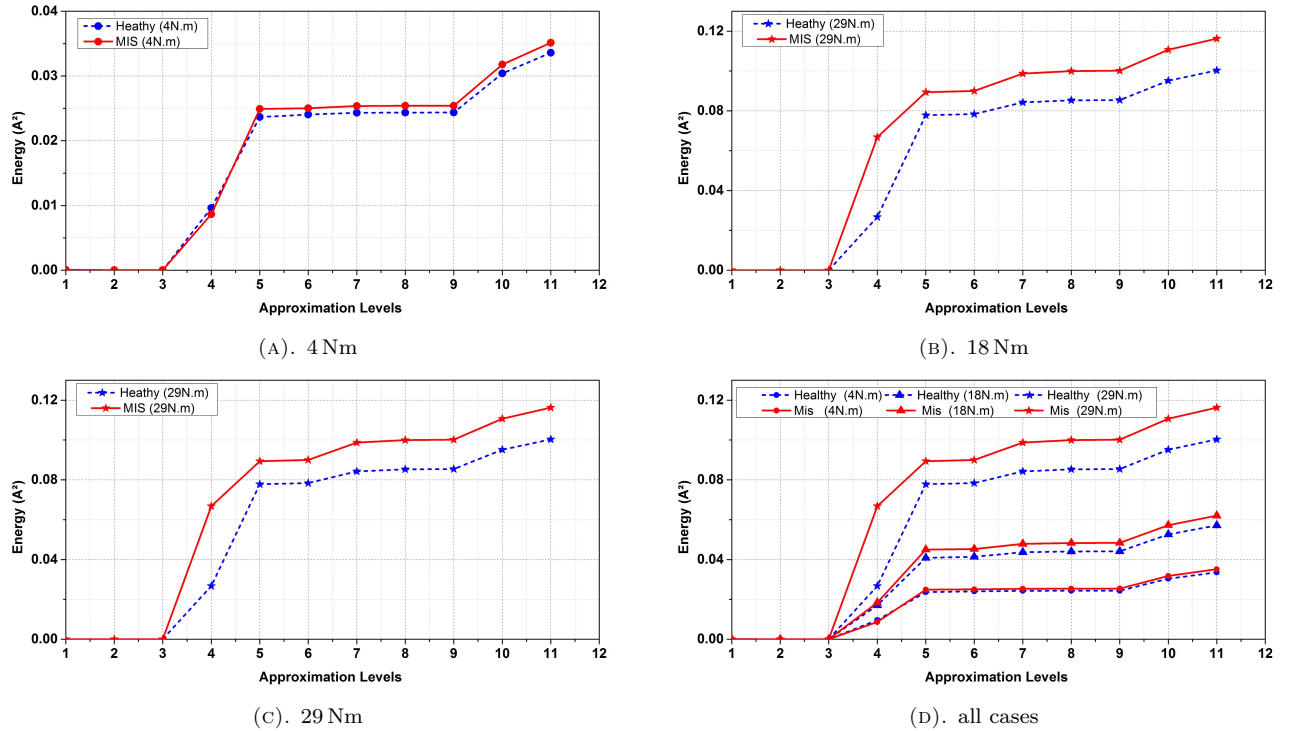 0.04
0.03
0.02
0.01
0.00
Energy (A²)
Heathy (4N.m)
MIS (4N.m)
1 2 3 4 5 6 7 8 9 10 11 12
Approximation Levels
(A). 4 Nm
0.12
0.08
0.04
0.00
Energy (A²)
Heathy (29N.m)
MIS (29N.m)
1 2 3 4 5 6 7 8 9 10 11 12
Approximation Levels
(B). 18 Nm
0.12
0.08
0.04
0.00
Energy (A²)
Heathy (29N.m)
MIS (29N.m)
1 2 3 4 5 6 7 8 9 10 11 12
Approximation Levels
(C). 29 Nm
0.12
0.08
0.04
0.00
Energy (A²)
Healthy (4N.m) Healthy (18N.m) Healthy (29N.m)
Mis (4N.m) Mis (18N.m) Mis (29N.m)
1 2 3 4 5 6 7 8 9 10 11 12
Approximation Levels
(D). all cases